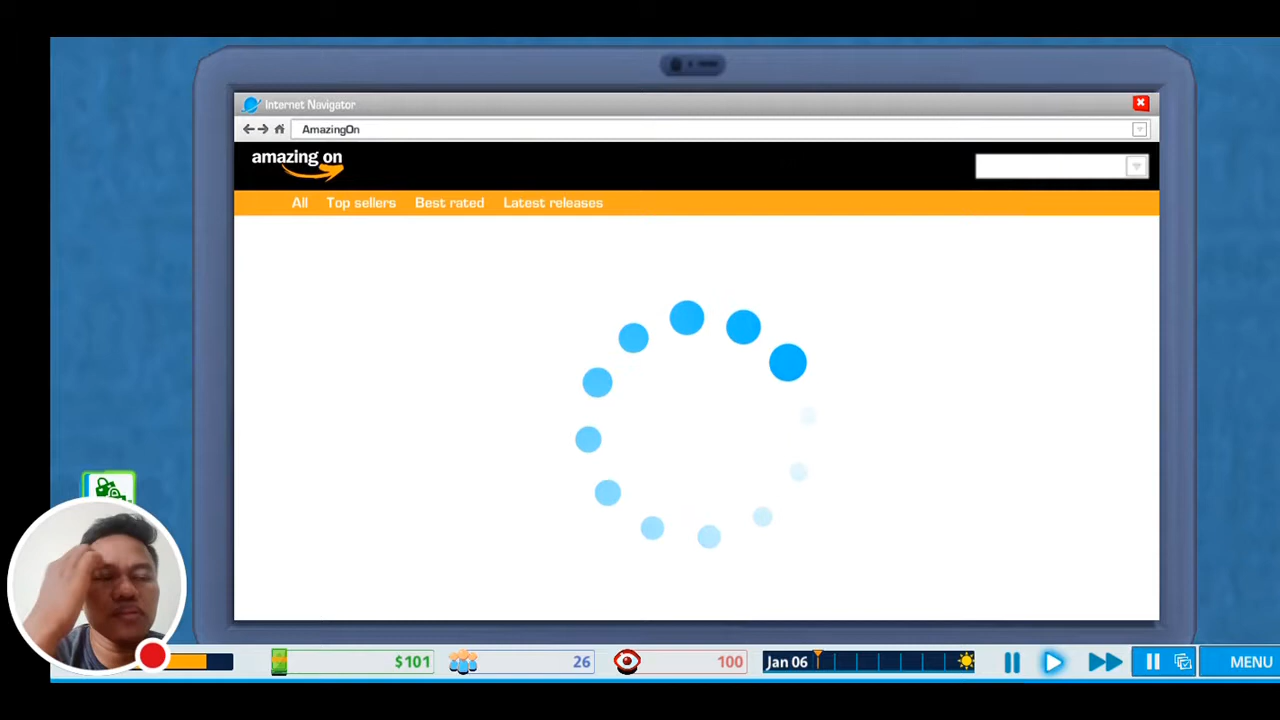 Internet Navigator
AmazingOn
amazing on
All Top sellers Best rated Latest releases
$101 26 100 Jan 06 MENU